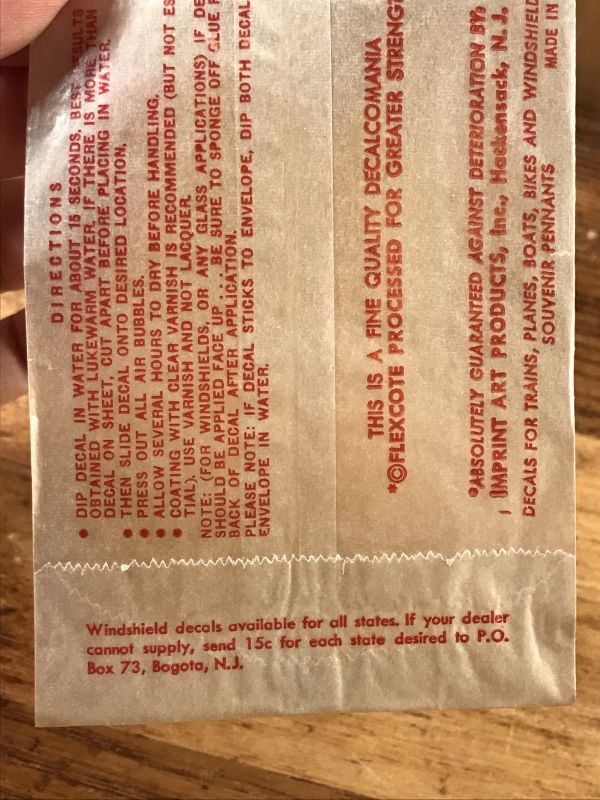 DIRECTIONS
● DIP DECAL IN WATER FOR ABOUT 15 SECONDS. BEST RESULTS
OBTAINED WITH LUKEWARM WATER. IF THERE IS MORE THAN
DECAL ON SHEET, CUT APART BEFORE PLACING IN WATER.
● THEN SLIDE DECAL ONTO DESIRED LOCATION.
● PRESS OUT ALL AIR BUBBLES.
● ALLOW SEVERAL HOURS TO DRY BEFORE HANDLING.
● COATING WITH CLEAR VARNISH IS RECOMMENDED (BUT NOT ES
TIAL). USE VARNISH AND NOT LACQUER.
NOTE: (FOR WINDSHIELDS, OR ANY GLASS APPLICATIONS) IF DE
SHOULD BE APPLIED FACE UP ... BE SURE TO SPONGE OFF GLUE
BACK OF DECAL AFTER APPLICATION.
PLEASE NOTE: IF DECAL STICKS TO ENVELOPE, DIP BOTH DECAL
ENVELOPE IN WATER.
THIS IS A FINE QUALITY DECALCOMANIA
*©FLEXCOTE PROCESSED FOR GREATER STRENGT
*ABSOLUTELY GUARANTEED AGAINST DETERIORATION BY:
IMPRINT ART PRODUCTS, Inc., Hackensack, N. J.
DECALS FOR TRAINS, PLANES, BOATS, BIKES AND WINDSHIELD
SOUVENIR PENNANTS
MADE IN
Windshield decals available for all states. If your dealer
cannot supply, send 15c for each state desired to P.O.
Box 73, Bogota, N.J.